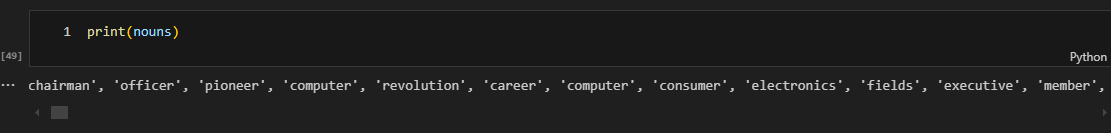 1 print(nouns)
[49]
Python
... chairman', 'officer', 'pioneer', 'computer', 'revolution', 'career', 'computer', 'consumer', 'electronics', 'fields', 'executive', 'member',